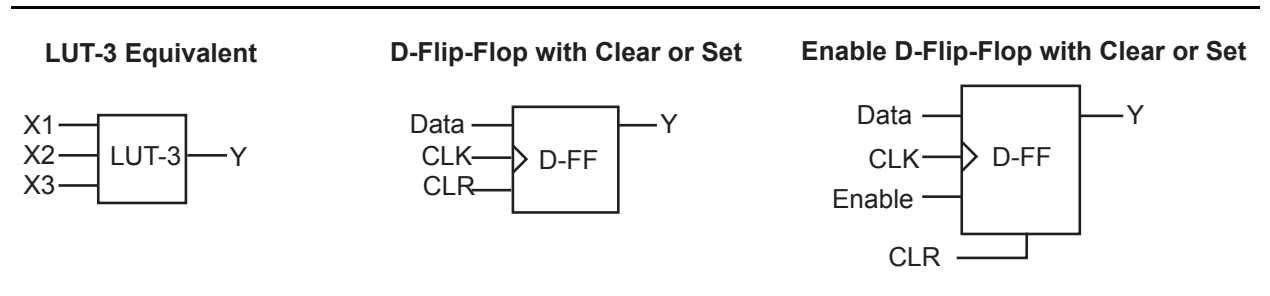 LUT-3 Equivalent
X1
X2
X3
LUT-3
Y
D-Flip-Flop with Clear or Set
Data
CLK
CLR
D-FF
Y
Enable D-Flip-Flop with Clear or Set
Data
CLK
Enable
CLR
D-FF
Y